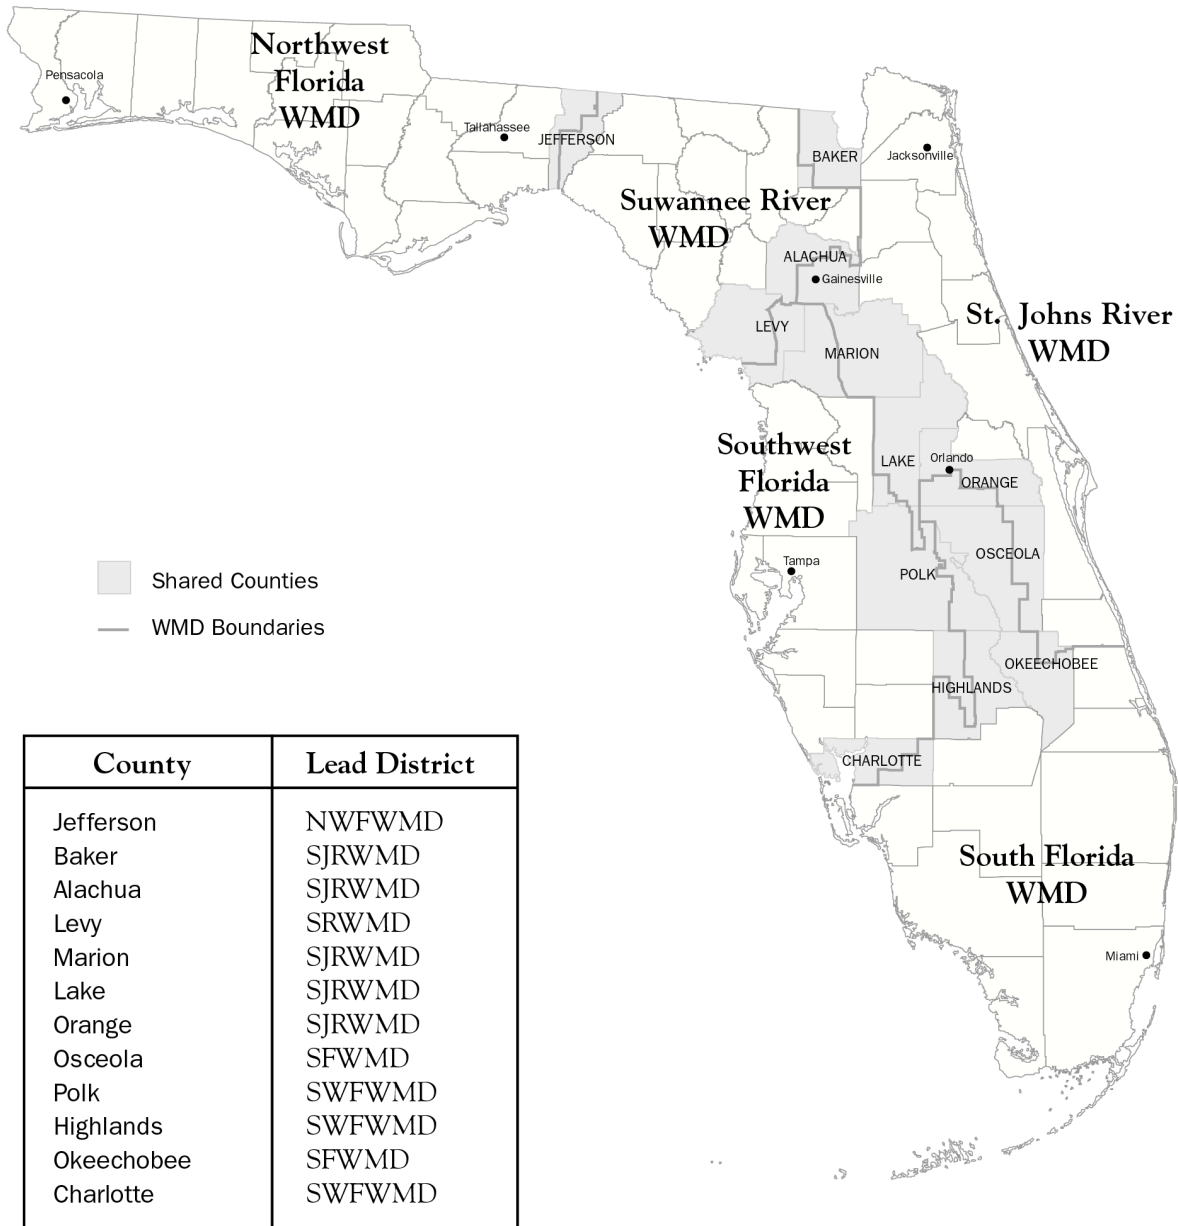 Northwest
Florida
WMD
Pensacola
Tallahassee
JEFFERSON
BAKER
Jacksonville
Suwannee River
WMD
ALACHUA
Gainesville
LEVY
MARION
St. Johns River
WMD
Southwest
Florida
WMD
LAKE
Orlando
ORANGE
OSCEOLA
POLK
Tampa
OKEECHOBEE
HIGHLANDS
CHARLOTTE
South Florida
WMD
Miami
Shared Counties
WMD Boundaries
County Lead District
Jefferson NWFWMD
Baker SJRWMD
Alachua SJRWMD
Levy SRWMD
Marion SJRWMD
Lake SJRWMD
Orange SJRWMD
Osceola SFWMD
Polk SWFWMD
Highlands SWFWMD
Okeechobee SFWMD
Charlotte SWFWMD